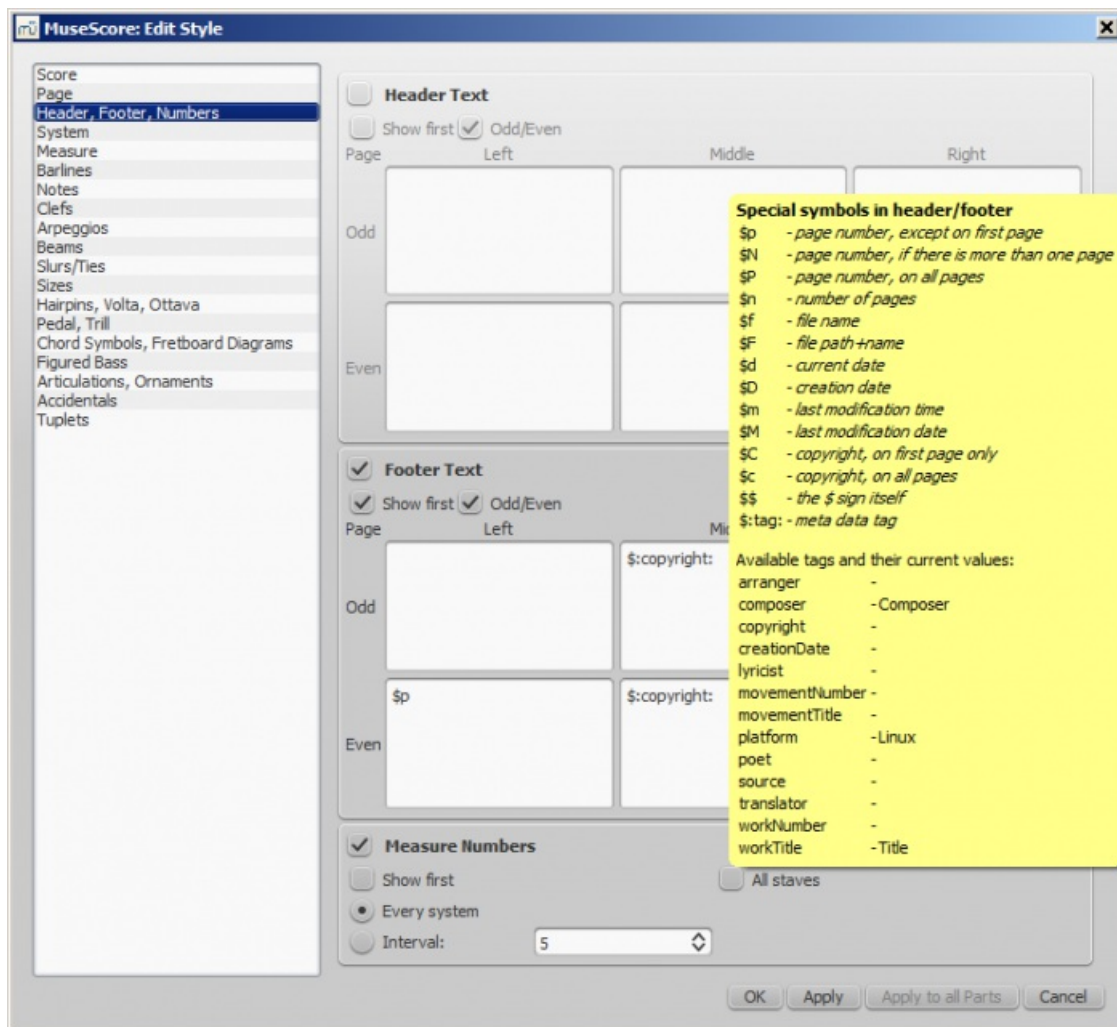 MuseScore: Edit Style
Score
Page
Header, Footer, Numbers
System
Measure
Barlines
Notes
Clefs
Arpeggios
Beams
Slurs/Ties
Sizes
Hairpins, Volta, Ottava
Pedal, Trill
Chord Symbols, Fretboard Diagrams
Figured Bass
Articulations, Ornaments
Accidentals
Tuplets
Header Text
Show first Odd/Even
Page Left Middle Right
Odd
Even
Footer Text
Show first Odd/Even
Page Left
Odd $:copyright:
Even $p $:copyright:
Special symbols in header/footer
$p - page number, except on first page
$N - page number, if there is more than one page
$P - page number, on all pages
$n - number of pages
$f - file name
$F - file path+name
$d - current date
$D - creation date
$m - last modification time
$M - last modification date
$C - copyright, on first page only
$c - copyright, on all pages
$$ - the $ sign itself
$:tag: - meta data tag
Available tags and their current values:
arranger -
composer -Composer
copyright -
creationDate -
lyricist -
movementNumber -
movementTitle -
platform -Linux
poet -
source -
translator -
workNumber -
workTitle -Title
Measure Numbers
Show first All staves
Every system
Interval: 5
OK Apply Apply to all Parts Cancel